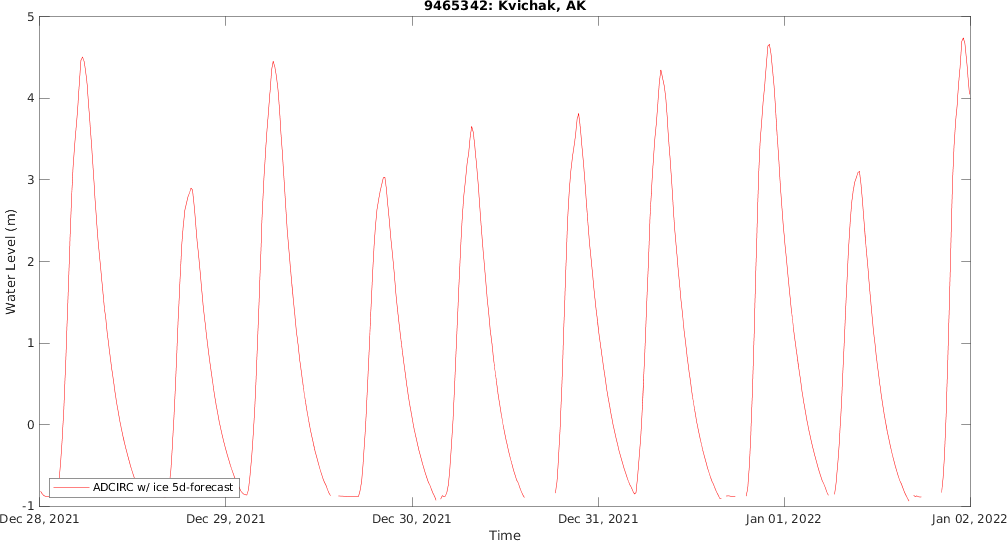 9465342: Kvichak, AK
5
4
3
2
1
0
-1
Water Level (m)
ADCIRC w/ ice 5d-forecast
Dec 28, 2021 Dec 29, 2021 Dec 30, 2021 Dec 31, 2021 Jan 01, 2022 Jan 02, 2022
Time